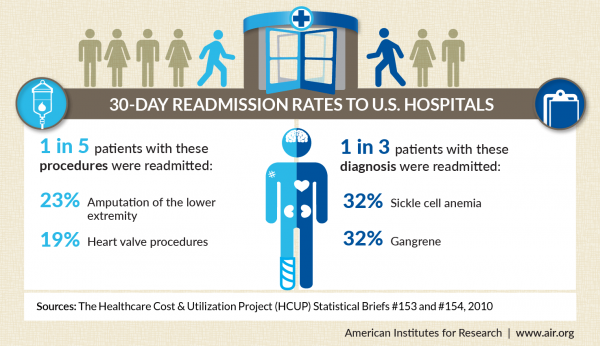 30-DAY READMISSION RATES TO U.S. HOSPITALS
1 in 5 patients with these
procedures were readmitted:
23% Amputation of the lower
extremity
19% Heart valve procedures
1 in 3 patients with these
diagnosis were readmitted:
32% Sickle cell anemia
32% Gangrene
Sources: The Healthcare Cost & Utilization Project (HCUP) Statistical Briefs #153 and #154, 2010
American Institutes for Research | www.air.org